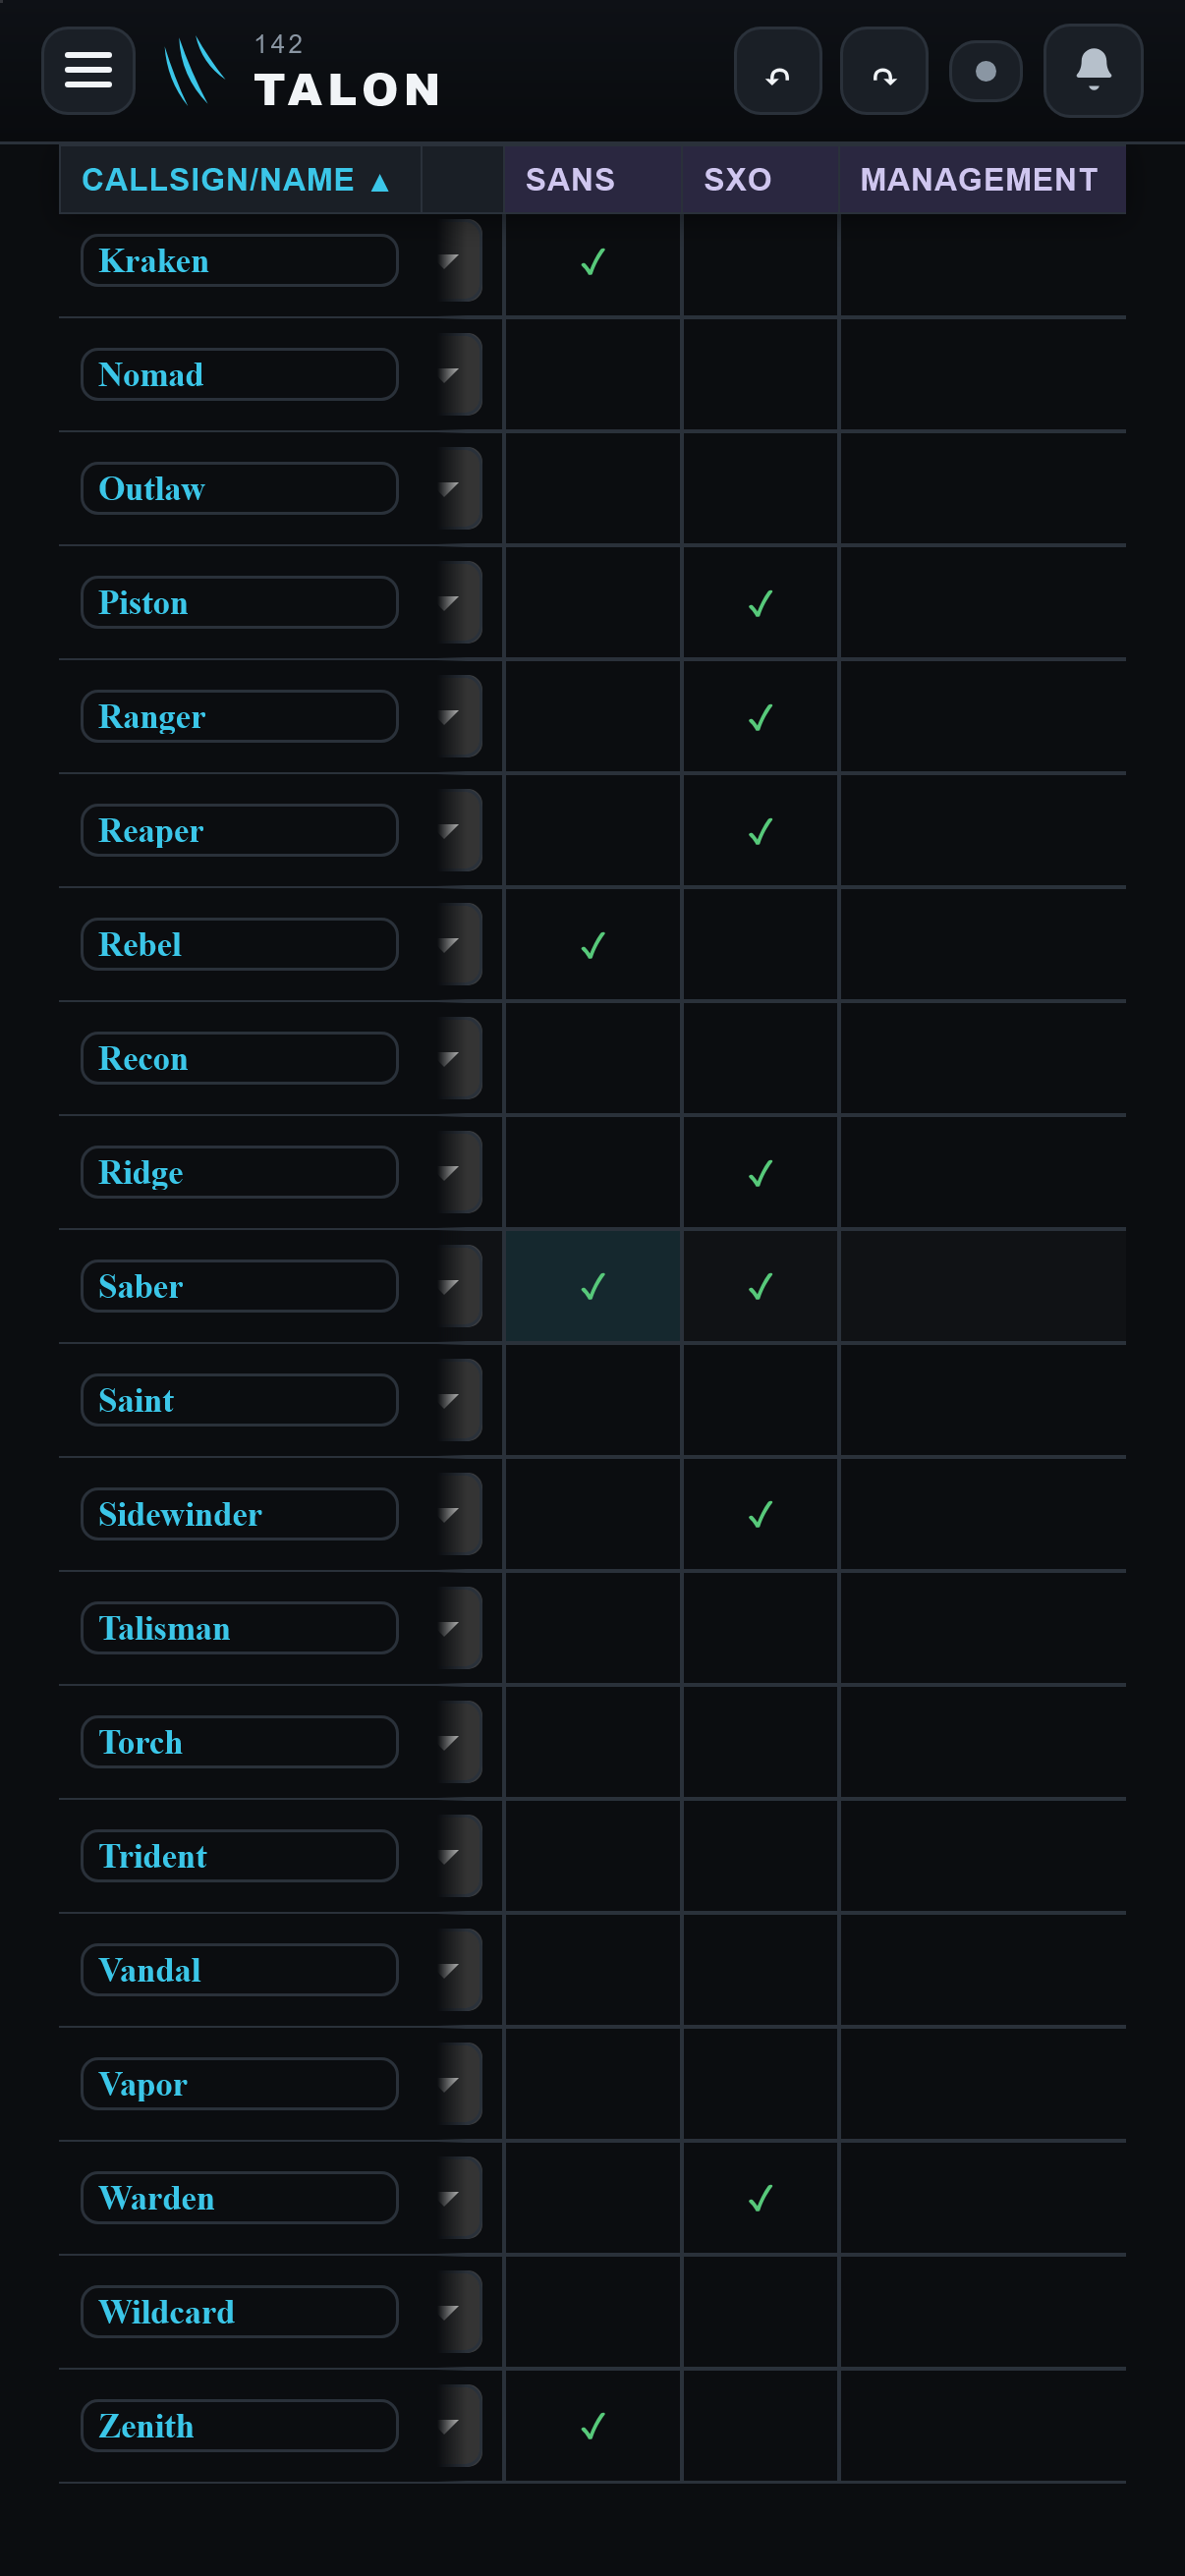 142
TALON
CALLSIGN/NAME ▲ SANS SXO MANAGEMENT
Kraken ✓
Nomad
Outlaw
Piston ✓
Ranger ✓
Reaper ✓
Rebel ✓
Recon
Ridge ✓
Saber ✓ ✓
Saint
Sidewinder ✓
Talisman
Torch
Trident
Vandal
Vapor
Warden ✓
Wildcard
Zenith ✓